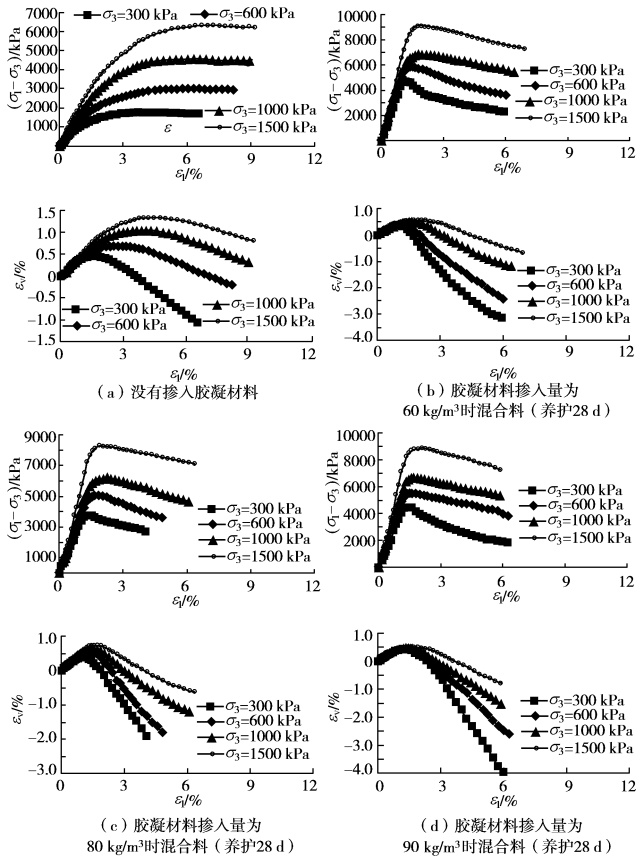 7000
6000
5000
4000
3000
2000
1000
0
(σ₁−σ₃)/kPa
σ₃=300 kPa
σ₃=600 kPa
σ₃=1000 kPa
σ₃=1500 kPa
ε
0 3 6 9 12
ε₁/%
10000
8000
6000
4000
2000
0
(σ₁−σ₃)/kPa
σ₃=300 kPa
σ₃=600 kPa
σ₃=1000 kPa
σ₃=1500 kPa
0 3 6 9 12
ε₁/%
1.5
1.0
0.5
0
−0.5
−1.0
−1.5
εᵥ/%
σ₃=300 kPa
σ₃=600 kPa
σ₃=1000 kPa
σ₃=1500 kPa
0 3 6 9 12
ε₁/%
(a)没有掺入胶凝材料
1.0
0
−1.0
−2.0
−3.0
−4.0
εᵥ/%
σ₃=300 kPa
σ₃=600 kPa
σ₃=1000 kPa
σ₃=1500 kPa
0 3 6 9 12
ε₁/%
(b)胶凝材料掺入量为
60 kg/m³时混合料(养护28 d)
9000
7000
5000
3000
1000
0
(σ₁−σ₃)/kPa
σ₃=300 kPa
σ₃=600 kPa
σ₃=1000 kPa
σ₃=1500 kPa
0 3 6 9 12
ε₁/%
10000
8000
6000
4000
2000
0
(σ₁−σ₃)/kPa
σ₃=300 kPa
σ₃=600 kPa
σ₃=1000 kPa
σ₃=1500 kPa
0 3 6 9 12
ε₁/%
1.0
0
−1.0
−2.0
−3.0
εᵥ/%
σ₃=300 kPa
σ₃=600 kPa
σ₃=1000 kPa
σ₃=1500 kPa
0 3 6 9 12
ε₁/%
(c)胶凝材料掺入量为
80 kg/m³时混合料(养护28 d)
1.0
0
−1.0
−2.0
−3.0
−4.0
εᵥ/%
σ₃=300 kPa
σ₃=600 kPa
σ₃=1000 kPa
σ₃=1500 kPa
0 3 6 9 12
ε₁/%
(d)胶凝材料掺入量为
90 kg/m³时混合料(养护28 d)